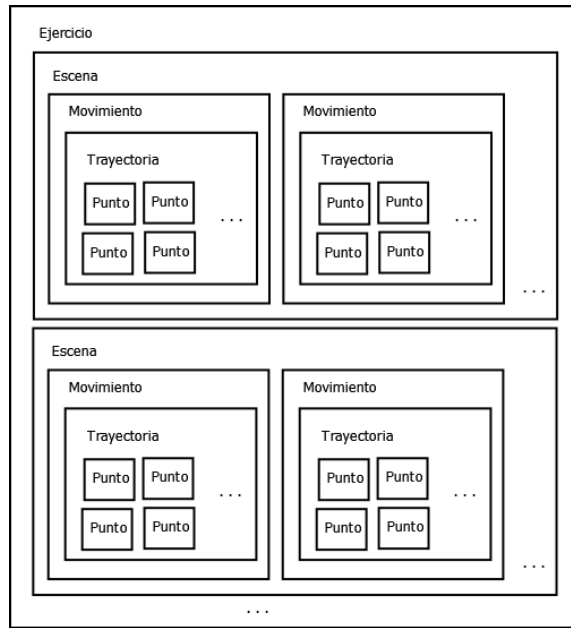 Ejercicio
Escena
Movimiento Movimiento
Trayectoria Trayectoria
Punto Punto Punto Punto
. . . . . .
Punto Punto Punto Punto
. . .
Escena
Movimiento Movimiento
Trayectoria Trayectoria
Punto Punto Punto Punto
. . . . . .
Punto Punto Punto Punto
. . .
. . .